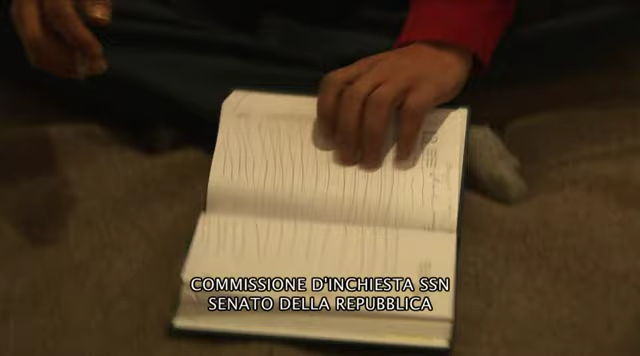 COMMISSIONE D'INCHIESTA SSN
SENATO DELLA REPUBBLICA